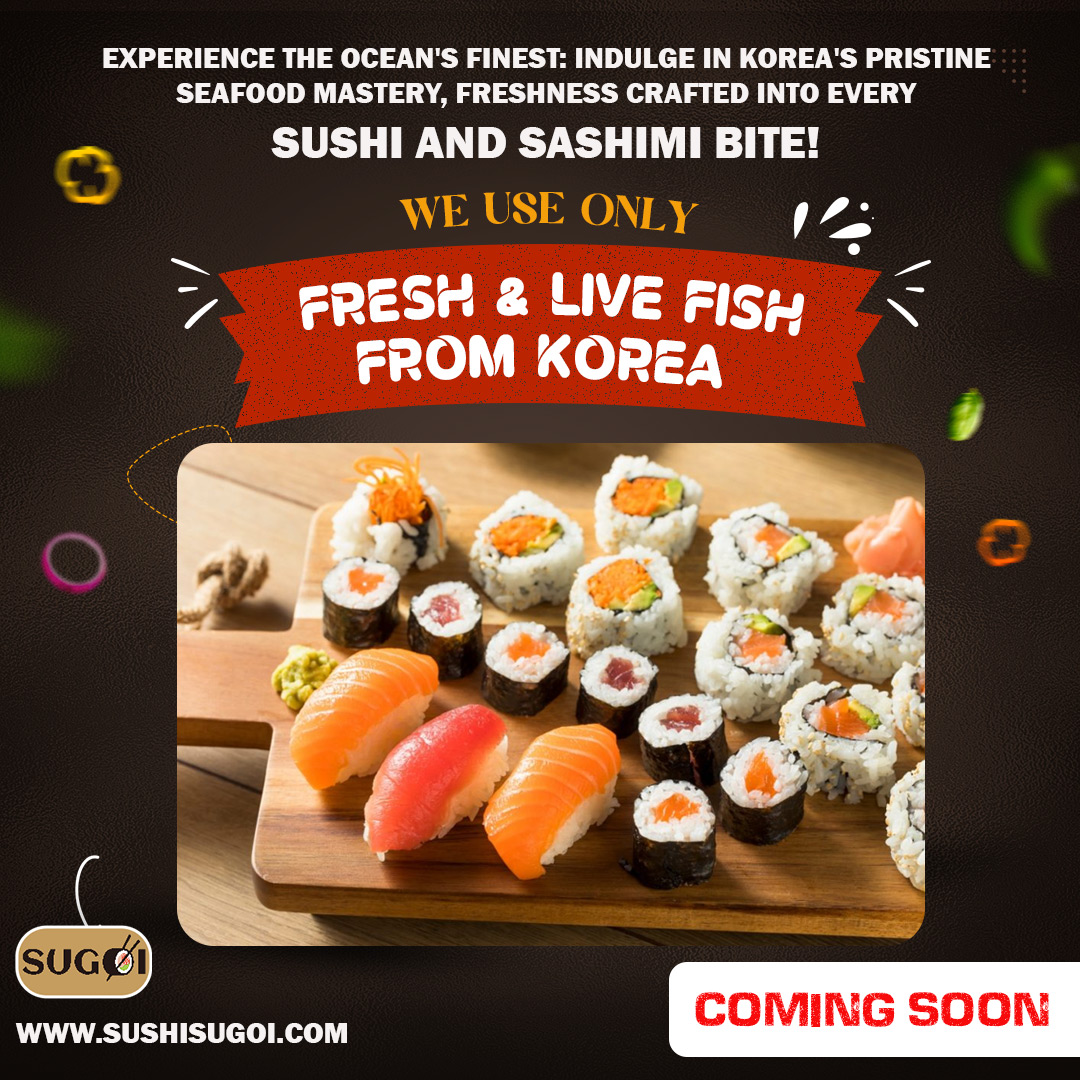 EXPERIENCE THE OCEAN'S FINEST: INDULGE IN KOREA'S PRISTINE
SEAFOOD MASTERY, FRESHNESS CRAFTED INTO EVERY
SUSHI AND SASHIMI BITE!
WE USE ONLY
FRESH & LIVE FISH
FROM KOREA
SUGOI
WWW.SUSHISUGOI.COM
COMING SOON